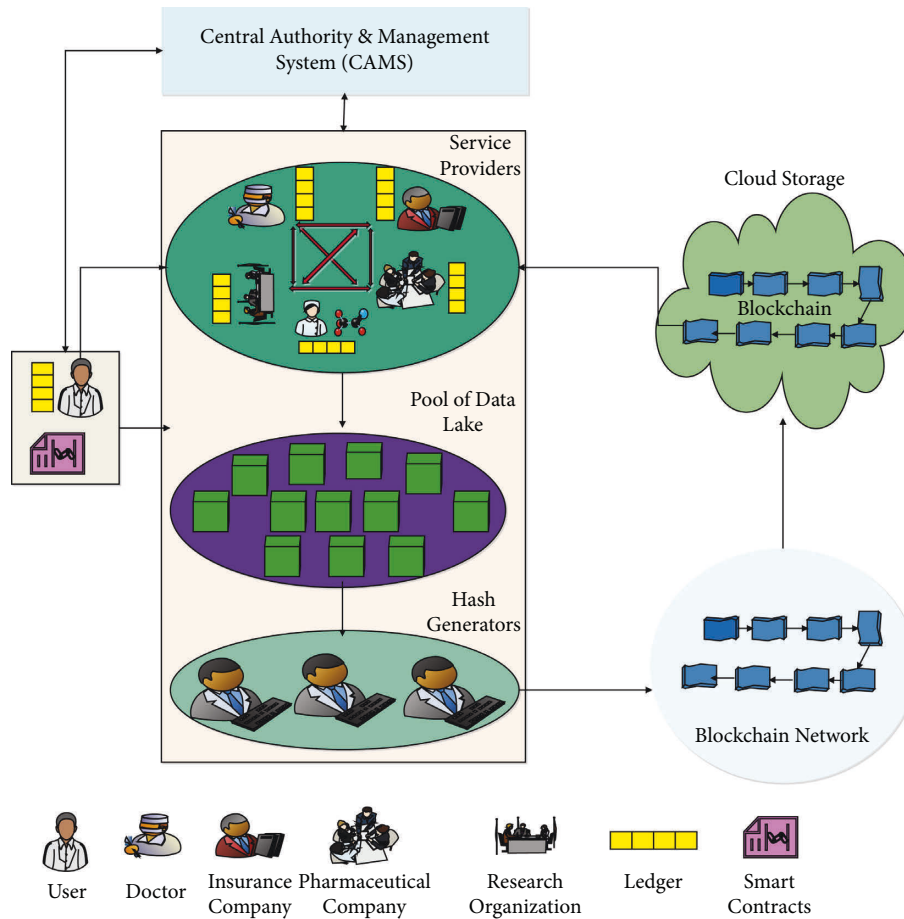 Central Authority & Management
System (CAMS)
Service
Providers
Cloud Storage
Blockchain
Pool of Data
Lake
Hash
Generators
Blockchain Network
User
Doctor
Insurance
Company
Pharmaceutical
Company
Research
Organization
Ledger
Smart
Contracts